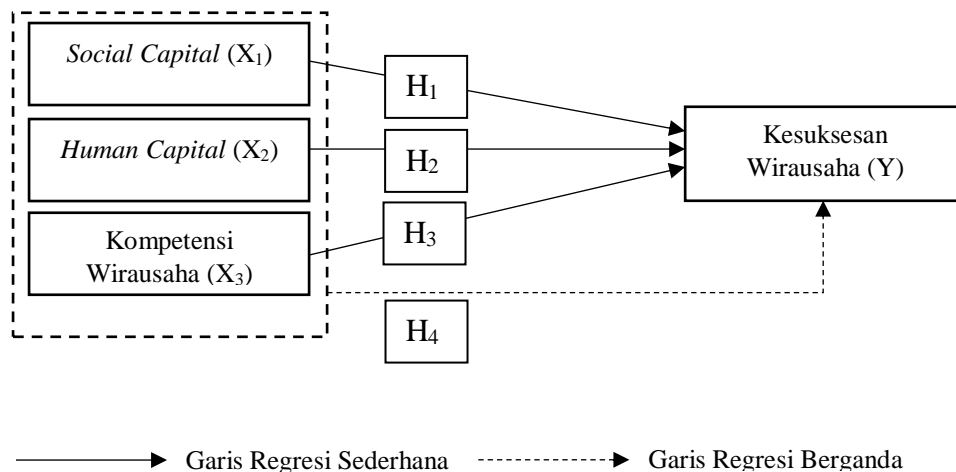 Social Capital (X₁)
H₁
Human Capital (X₂)
H₂
Kompetensi
Wirausaha (X₃)
H₃
H₄
Kesuksesan
Wirausaha (Y)
Garis Regresi Sederhana
Garis Regresi Berganda